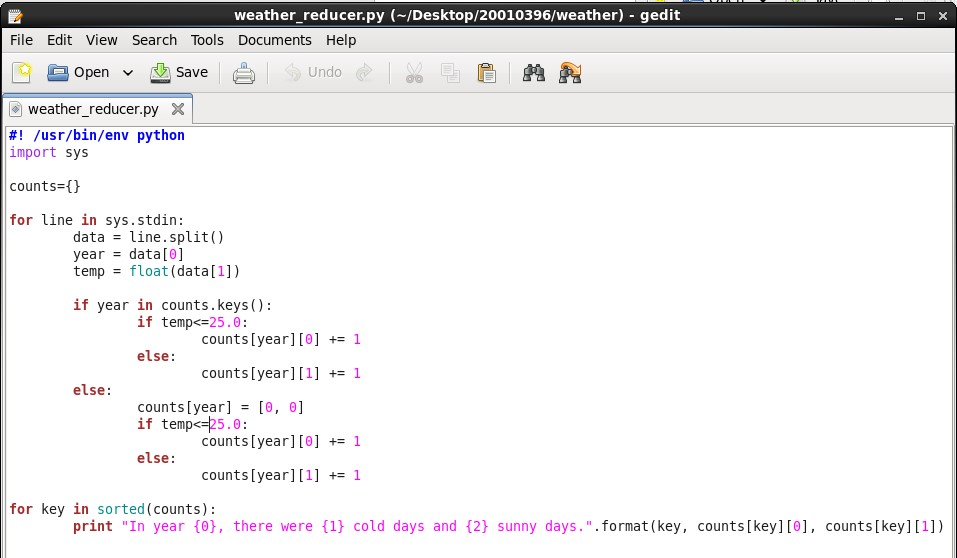 weather_reducer.py (~/Desktop/20010396/weather) - gedit
File Edit View Search Tools Documents Help
Open Save Undo
weather_reducer.py
#! /usr/bin/env python
import sys

counts={}

for line in sys.stdin:
        data = line.split()
        year = data[0]
        temp = float(data[1])

        if year in counts.keys():
                if temp<=25.0:
                        counts[year][0] += 1
                else:
                        counts[year][1] += 1
        else:
                counts[year] = [0, 0]
                if temp<=25.0:
                        counts[year][0] += 1
                else:
                        counts[year][1] += 1

for key in sorted(counts):
        print "In year {0}, there were {1} cold days and {2} sunny days.".format(key, counts[key][0], counts[key][1])